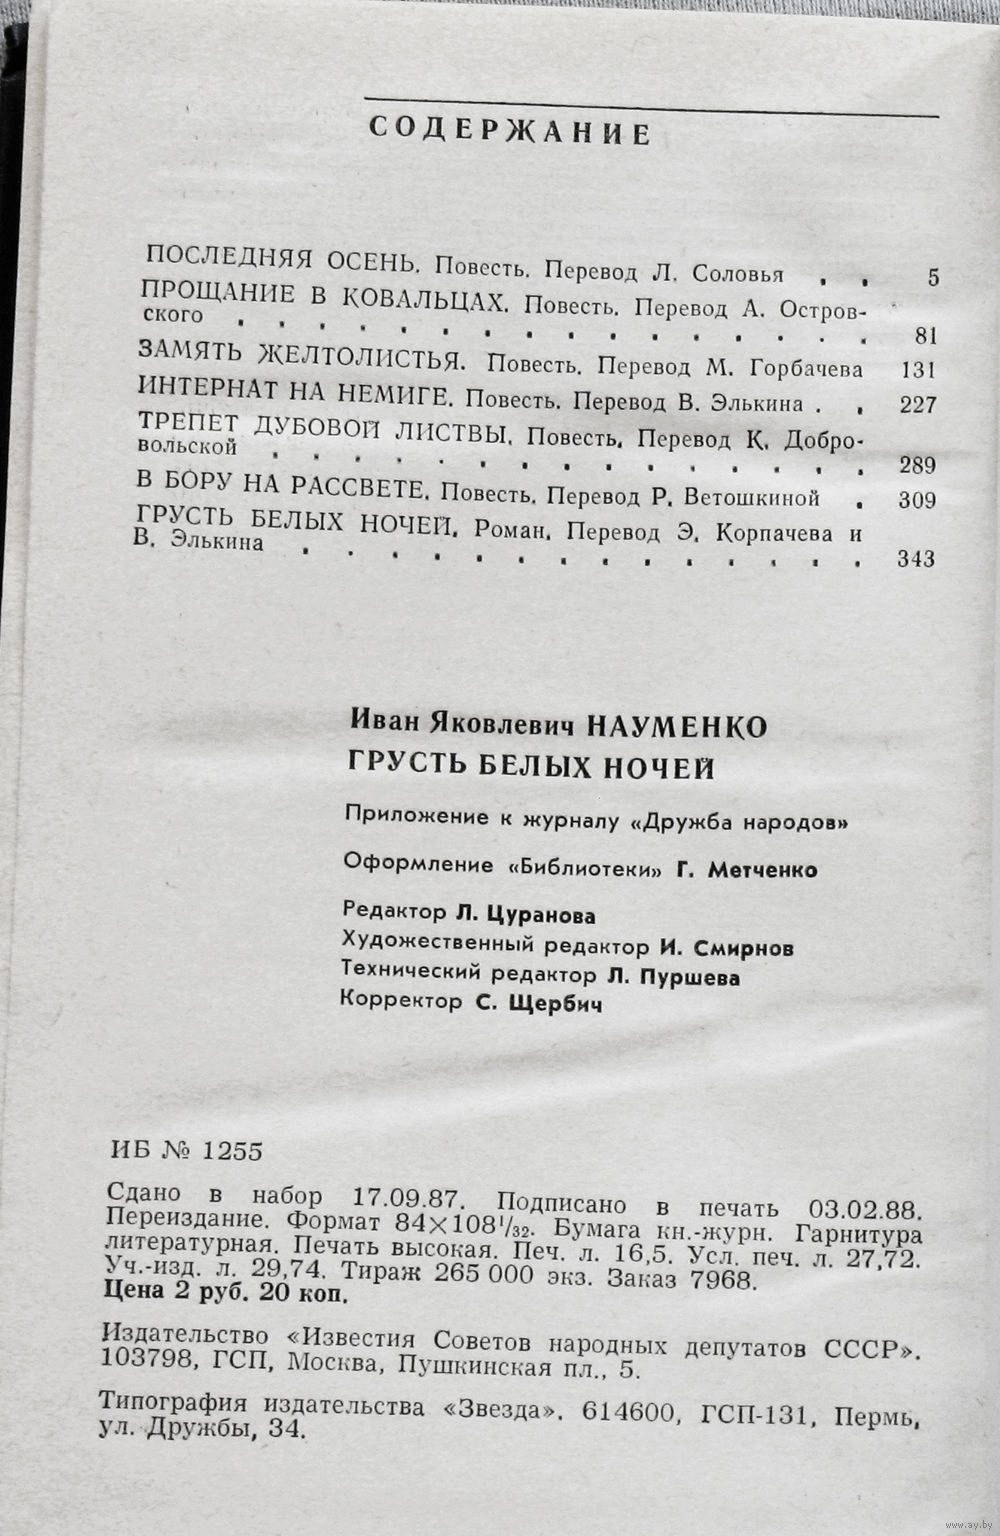 СОДЕРЖАНИЕ
ПОСЛЕДНЯЯ ОСЕНЬ. Повесть. Перевод Л. Соловья . . 5
ПРОЩАНИЕ В КОВАЛЬЦАХ. Повесть. Перевод А. Остров-
ского . . . . . . . . . . . . . . . . 81
ЗАМЯТЬ ЖЕЛТОЛИСТЬЯ. Повесть. Перевод М. Горбачева 131
ИНТЕРНАТ НА НЕМИГЕ. Повесть. Перевод В. Элькина . . 227
ТРЕПЕТ ДУБОВОЙ ЛИСТВЫ. Повесть. Перевод К. Добро-
вольской . . . . . . . . . . . . . . . 289
В БОРУ НА РАССВЕТЕ. Повесть. Перевод Р. Ветошкиной . 309
ГРУСТЬ БЕЛЫХ НОЧЕЙ. Роман. Перевод Э. Корпачева и
В. Элькина . . . . . . . . . . . . . . 343
Иван Яковлевич НАУМЕНКО
ГРУСТЬ БЕЛЫХ НОЧЕЙ
Приложение к журналу «Дружба народов»
Оформление «Библиотеки» Г. Метченко
Редактор Л. Цуранова
Художественный редактор И. Смирнов
Технический редактор Л. Пуршева
Корректор С. Щербич
ИБ № 1255
Сдано в набор 17.09.87. Подписано в печать 03.02.88.
Переиздание. Формат 84×108¹/₃₂. Бумага кн.-журн. Гарнитура
литературная. Печать высокая. Печ. л. 16,5. Усл. печ. л. 27,72.
Уч.-изд. л. 29,74. Тираж 265 000 экз. Заказ 7968.
Цена 2 руб. 20 коп.
Издательство «Известия Советов народных депутатов СССР».
103798, ГСП, Москва, Пушкинская пл., 5.
Типография издательства «Звезда». 614600, ГСП-131, Пермь,
ул. Дружбы, 34.
www.ay.by